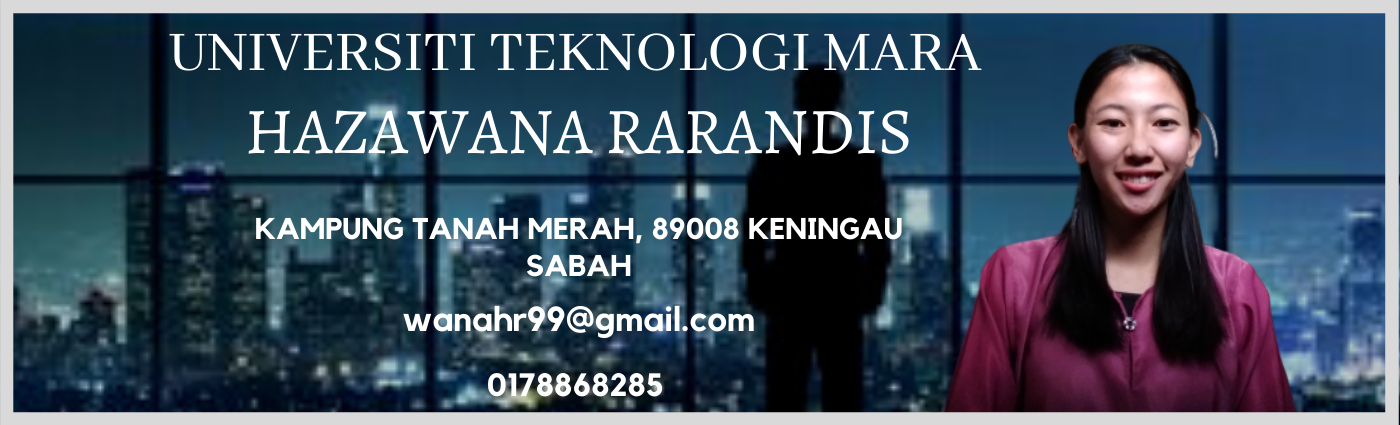 UNIVERSITI TEKNOLOGI MARA
HAZAWANA RARANDIS
KAMPUNG TANAH MERAH, 89008 KENINGAU
SABAH
wanahr99@gmail.com
0178868285